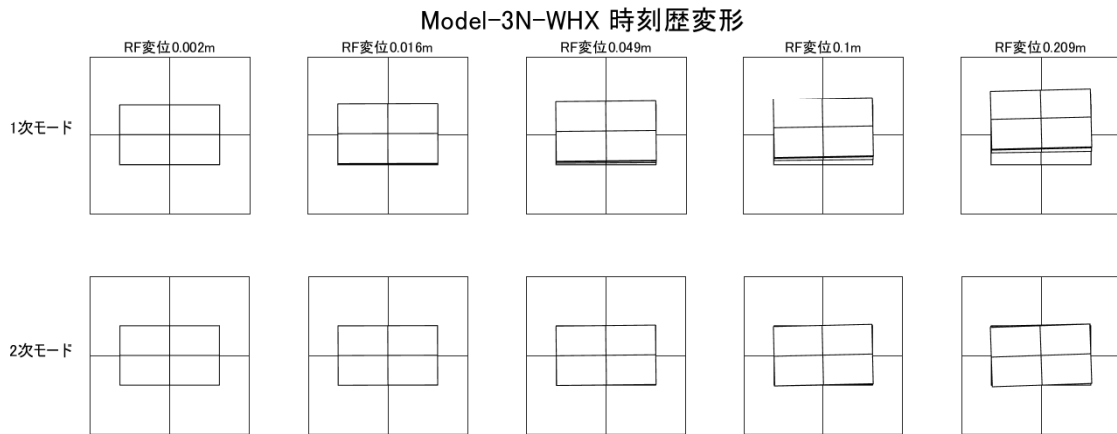 Model-3N-WHX 時刻歴変形
RF変位0.002m
RF変位0.016m
RF変位0.049m
RF変位0.1m
RF変位0.209m
1次モード
2次モード